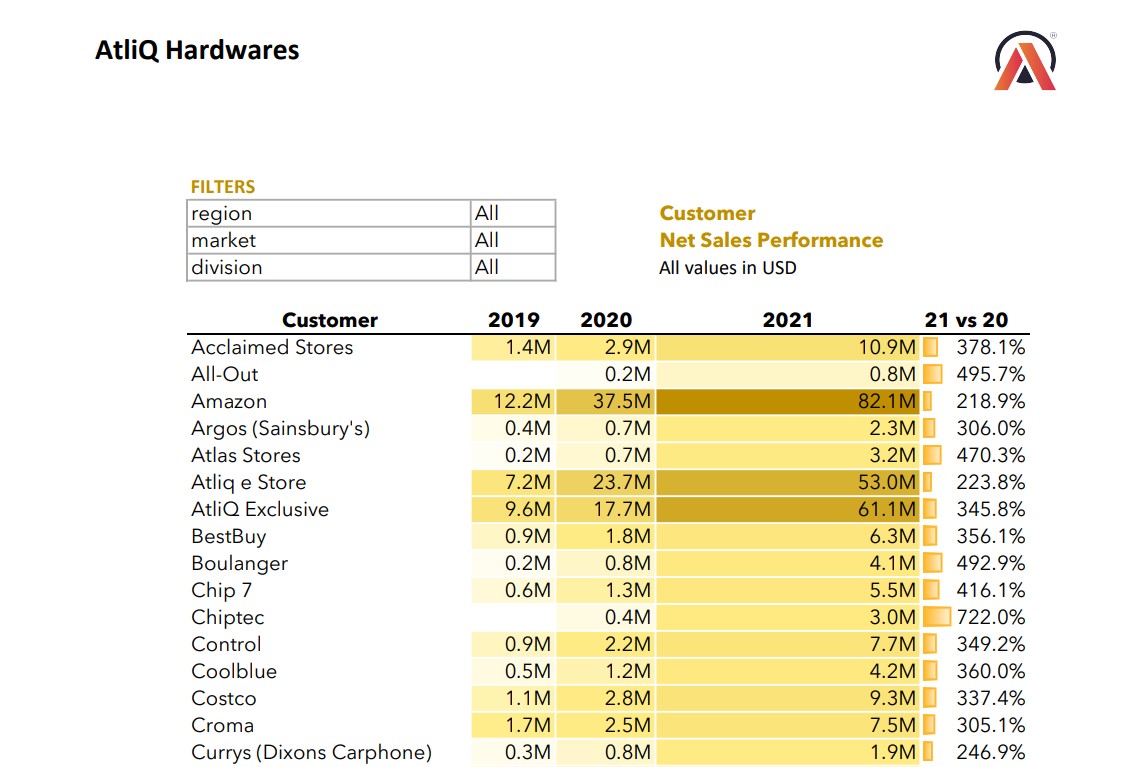 AtliQ Hardwares
®
FILTERS
region All
market All
division All
Customer
Net Sales Performance
All values in USD
Customer 2019 2020 2021 21 vs 20
Acclaimed Stores 1.4M 2.9M 10.9M 378.1%
All-Out 0.2M 0.8M 495.7%
Amazon 12.2M 37.5M 82.1M 218.9%
Argos (Sainsbury's) 0.4M 0.7M 2.3M 306.0%
Atlas Stores 0.2M 0.7M 3.2M 470.3%
Atliq e Store 7.2M 23.7M 53.0M 223.8%
AtliQ Exclusive 9.6M 17.7M 61.1M 345.8%
BestBuy 0.9M 1.8M 6.3M 356.1%
Boulanger 0.2M 0.8M 4.1M 492.9%
Chip 7 0.6M 1.3M 5.5M 416.1%
Chiptec 0.4M 3.0M 722.0%
Control 0.9M 2.2M 7.7M 349.2%
Coolblue 0.5M 1.2M 4.2M 360.0%
Costco 1.1M 2.8M 9.3M 337.4%
Croma 1.7M 2.5M 7.5M 305.1%
Currys (Dixons Carphone) 0.3M 0.8M 1.9M 246.9%